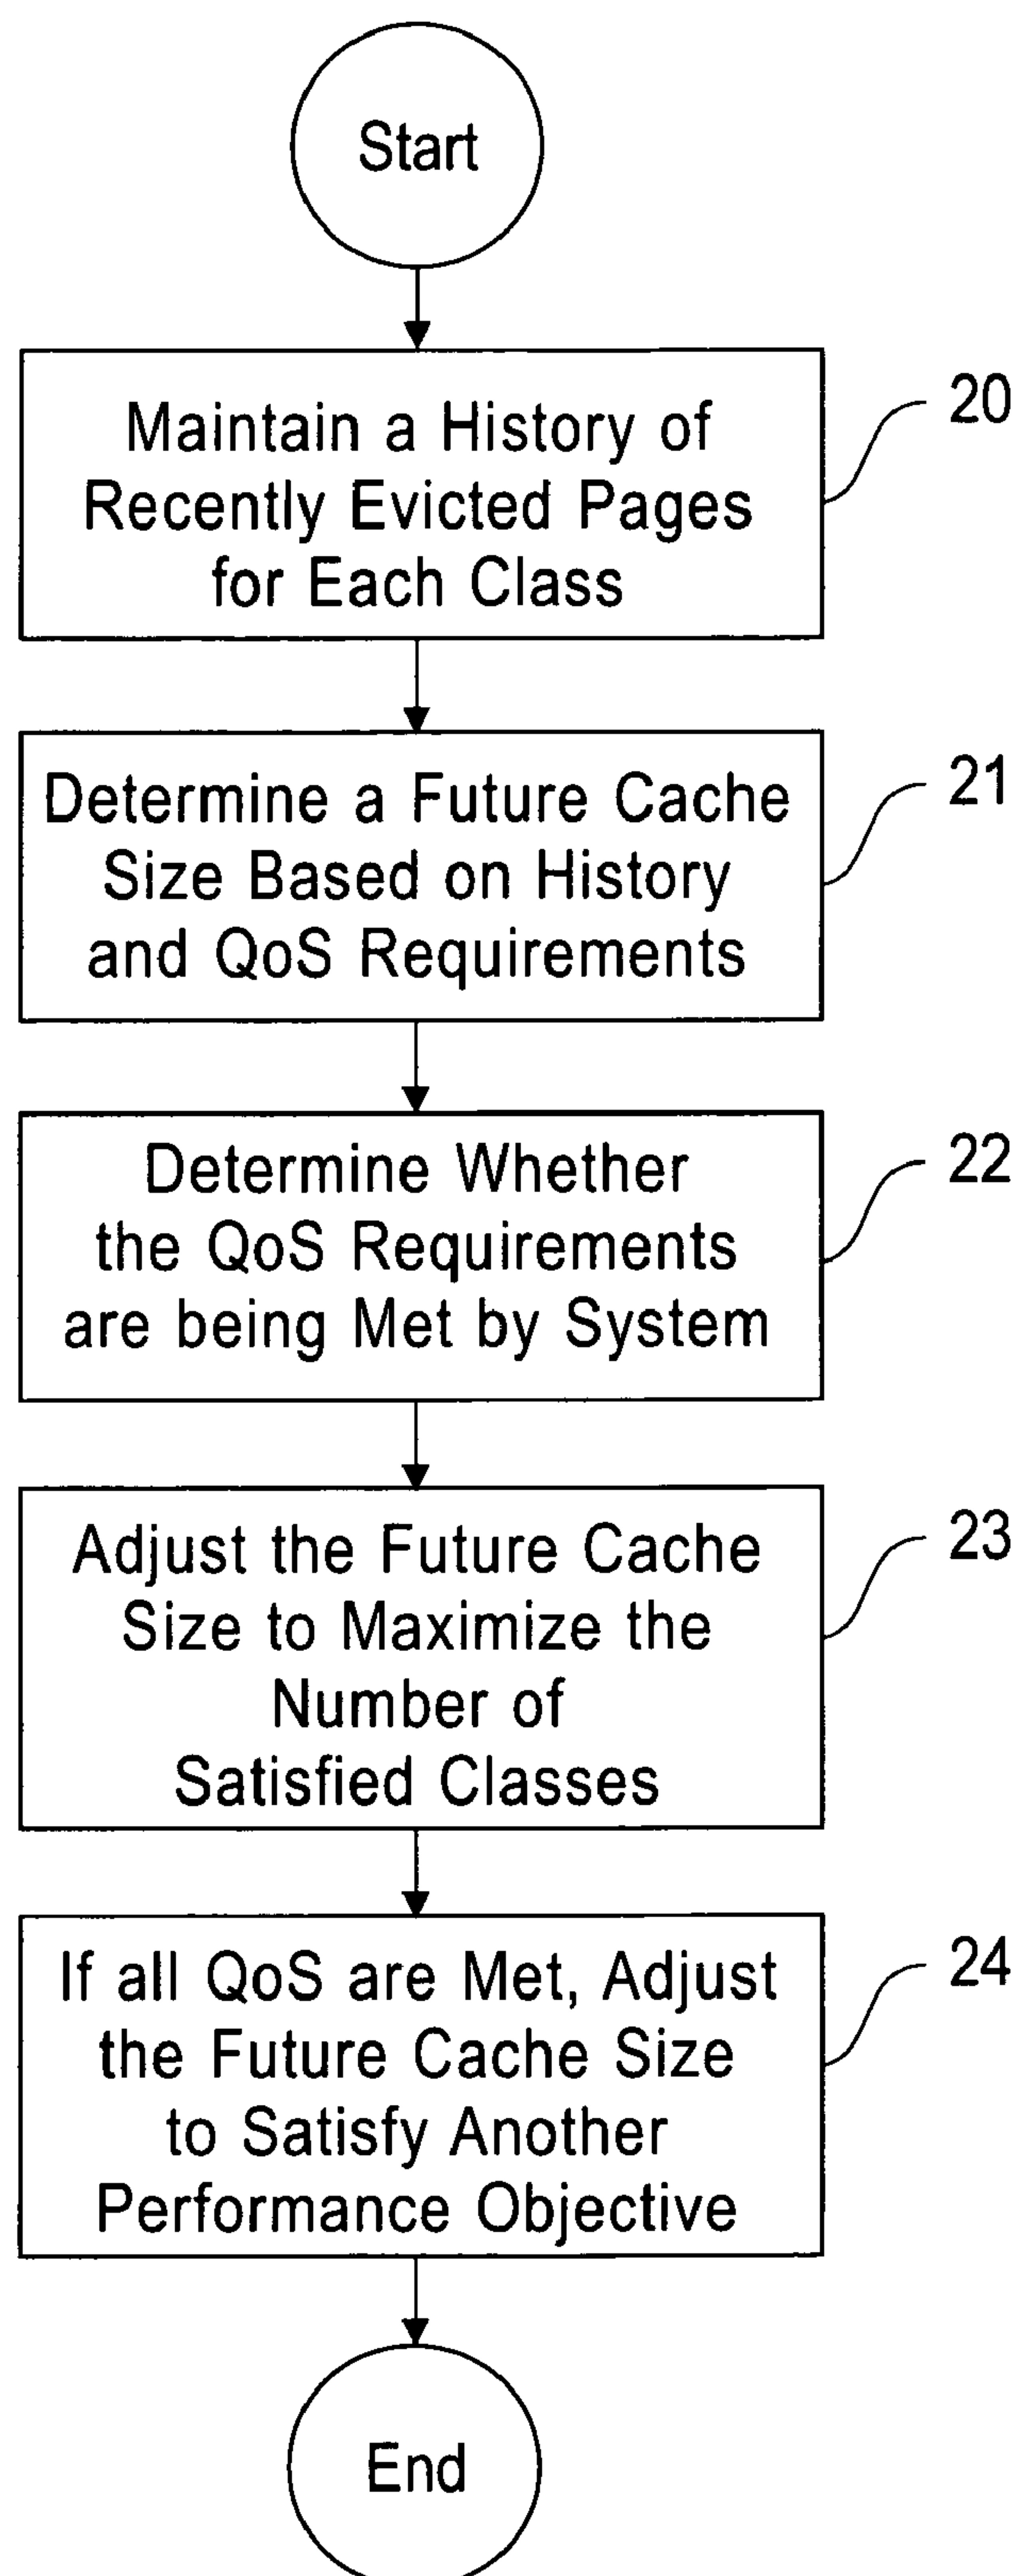 Start
Maintain a History of
Recently Evicted Pages
for Each Class
20
Determine a Future Cache
Size Based on History
and QoS Requirements
21
Determine Whether
the QoS Requirements
are being Met by System
22
Adjust the Future Cache
Size to Maximize the
Number of
Satisfied Classes
23
If all QoS are Met, Adjust
the Future Cache Size
to Satisfy Another
Performance Objective
24
End